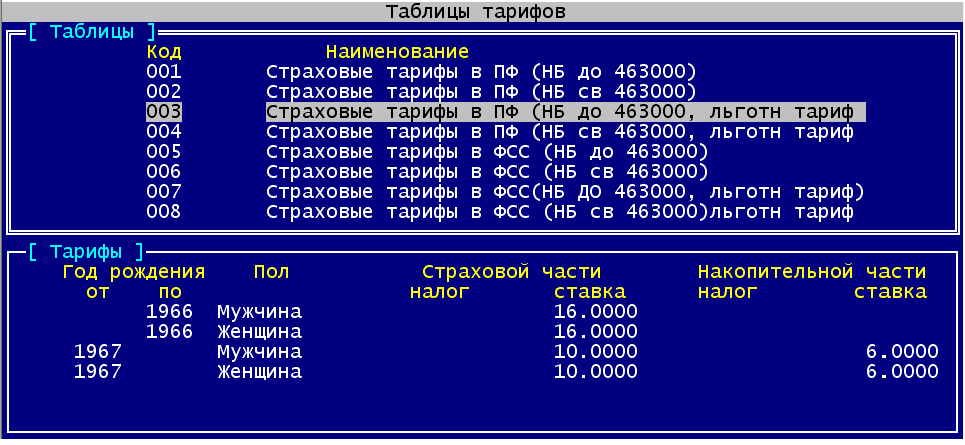 Таблицы тарифов
[ Таблицы ]
Код Наименование
001 Страховые тарифы в ПФ (НБ до 463000)
002 Страховые тарифы в ПФ (НБ св 463000)
003 Страховые тарифы в ПФ (НБ до 463000, льготн тариф
004 Страховые тарифы в ПФ (НБ св 463000, льготн тариф
005 Страховые тарифы в ФСС (НБ до 463000)
006 Страховые тарифы в ФСС (НБ св 463000)
007 Страховые тарифы в ФСС(НБ ДО 463000, льготн тариф)
008 Страховые тарифы в ФСС (НБ св 463000)льготн тариф
[ Тарифы ]
Год рождения Пол Страховой части Накопительной части
от по налог ставка налог ставка
1966 Мужчина 16.0000
1966 Женщина 16.0000
1967 Мужчина 10.0000 6.0000
1967 Женщина 10.0000 6.0000